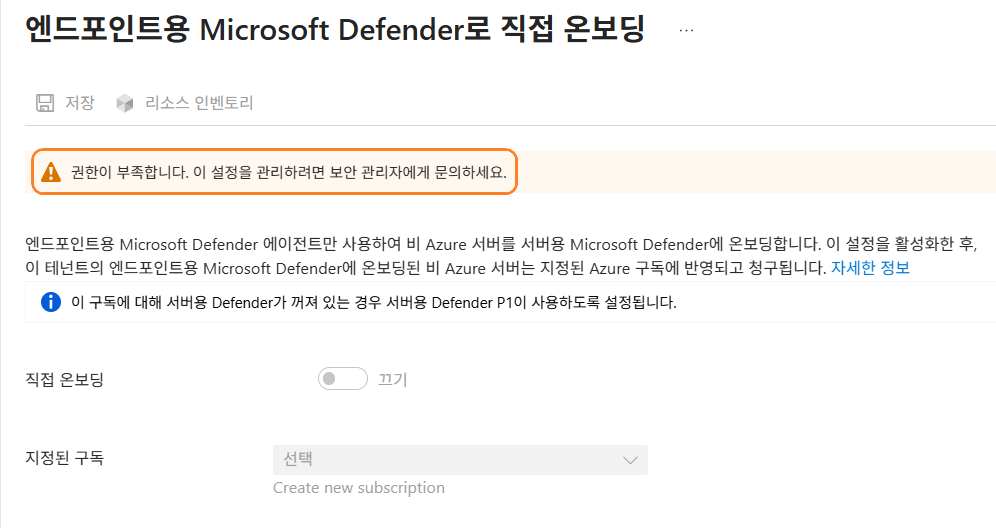 엔드포인트용 Microsoft Defender로 직접 온보딩 ...
저장 리소스 인벤토리
권한이 부족합니다. 이 설정을 관리하려면 보안 관리자에게 문의하세요.
엔드포인트용 Microsoft Defender 에이전트만 사용하여 비 Azure 서버를 서버용 Microsoft Defender에 온보딩합니다. 이 설정을 활성화한 후,
이 테넌트의 엔드포인트용 Microsoft Defender에 온보딩된 비 Azure 서버는 지정된 Azure 구독에 반영되고 청구됩니다. 자세한 정보
이 구독에 대해 서버용 Defender가 꺼져 있는 경우 서버용 Defender P1이 사용하도록 설정됩니다.
직접 온보딩 끄기
지정된 구독 선택
Create new subscription